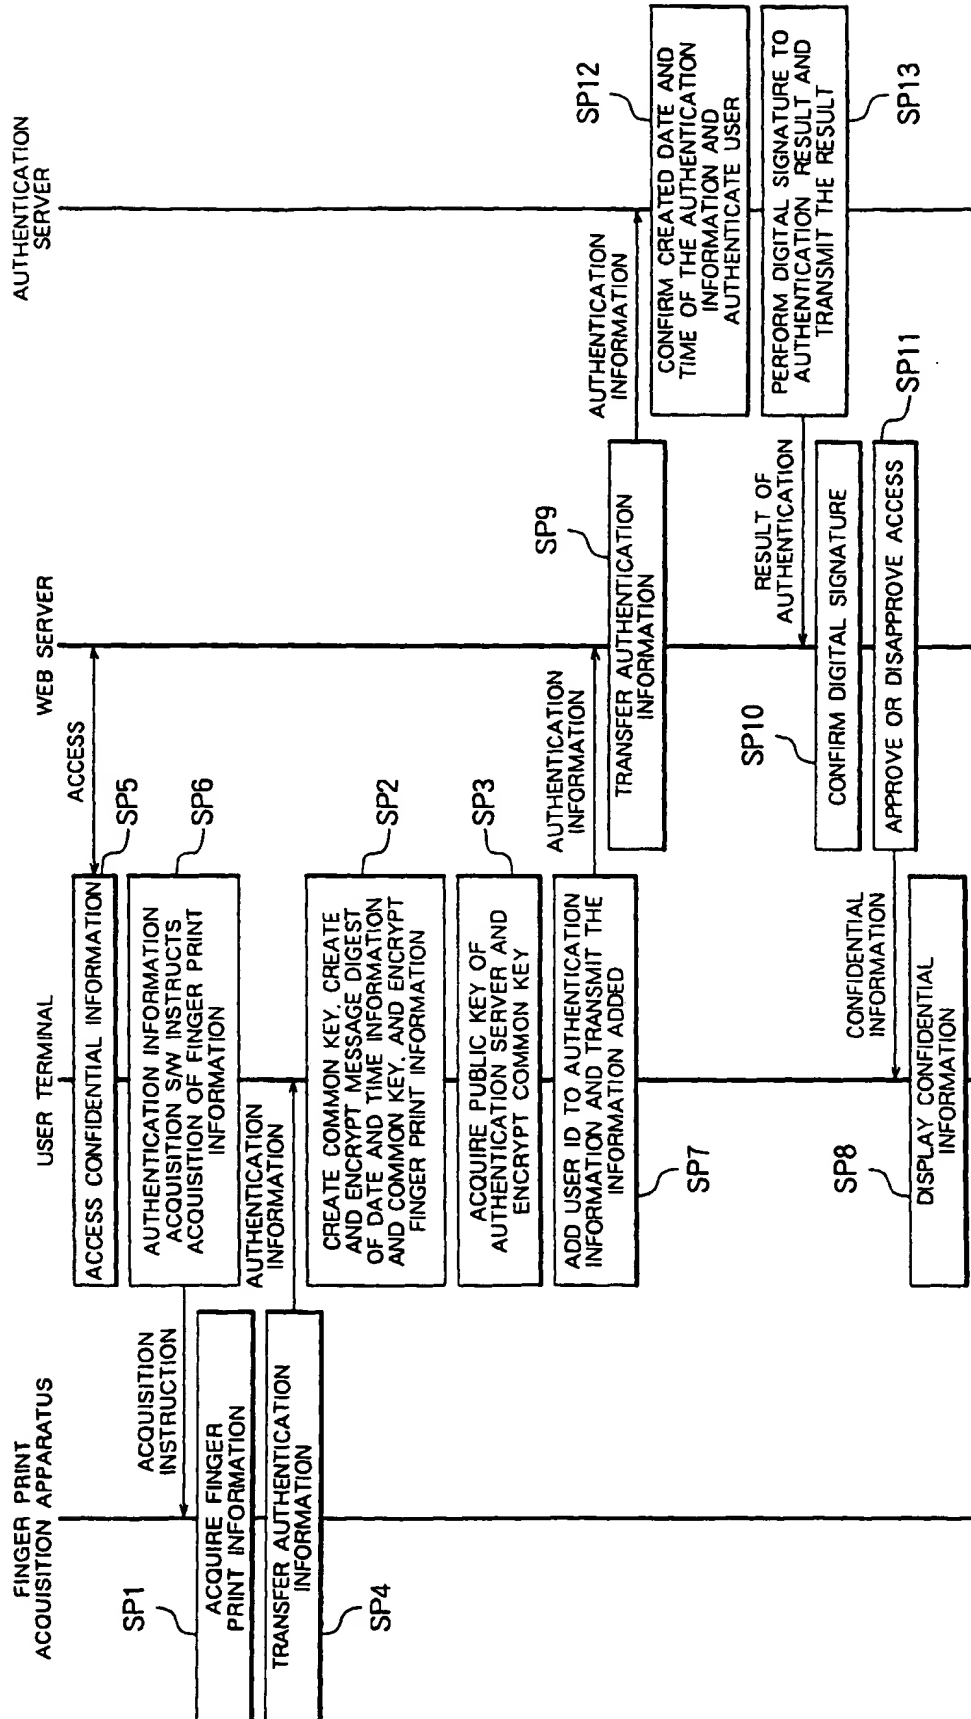 FINGER PRINT
ACQUISITION APPARATUS
USER TERMINAL
WEB SERVER
AUTHENTICATION
SERVER
ACCESS CONFIDENTIAL INFORMATION
SP5
ACCESS
AUTHENTICATION INFORMATION
ACQUISITION S/W INSTRUCTS
ACQUISITION OF FINGER PRINT
INFORMATION
SP6
ACQUISITION
INSTRUCTION
SP1
ACQUIRE FINGER
PRINT INFORMATION
TRANSFER AUTHENTICATION
INFORMATION
SP4
AUTHENTICATION
INFORMATION
CREATE COMMON KEY, CREATE
AND ENCRYPT MESSAGE DIGEST
OF DATE AND TIME INFORMATION
AND COMMON KEY, AND ENCRYPT
FINGER PRINT INFORMATION
SP2
ACQUIRE PUBLIC KEY OF
AUTHENTICATION SERVER AND
ENCRYPT COMMON KEY
SP3
ADD USER ID TO AUTHENTICATION
INFORMATION AND TRANSMIT THE
INFORMATION ADDED
SP7
AUTHENTICATION
INFORMATION
TRANSFER AUTHENTICATION
INFORMATION
SP9
AUTHENTICATION
INFORMATION
SP12
CONFIRM CREATED DATE AND
TIME OF THE AUTHENTICATION
INFORMATION AND
AUTHENTICATE USER
PERFORM DIGITAL SIGNATURE TO
AUTHENTICATION RESULT AND
TRANSMIT THE RESULT
SP13
RESULT OF
AUTHENTICATION
SP10
CONFIRM DIGITAL SIGNATURE
APPROVE OR DISAPPROVE ACCESS
SP11
CONFIDENTIAL
INFORMATION
SP8
DISPLAY CONFIDENTIAL
INFORMATION